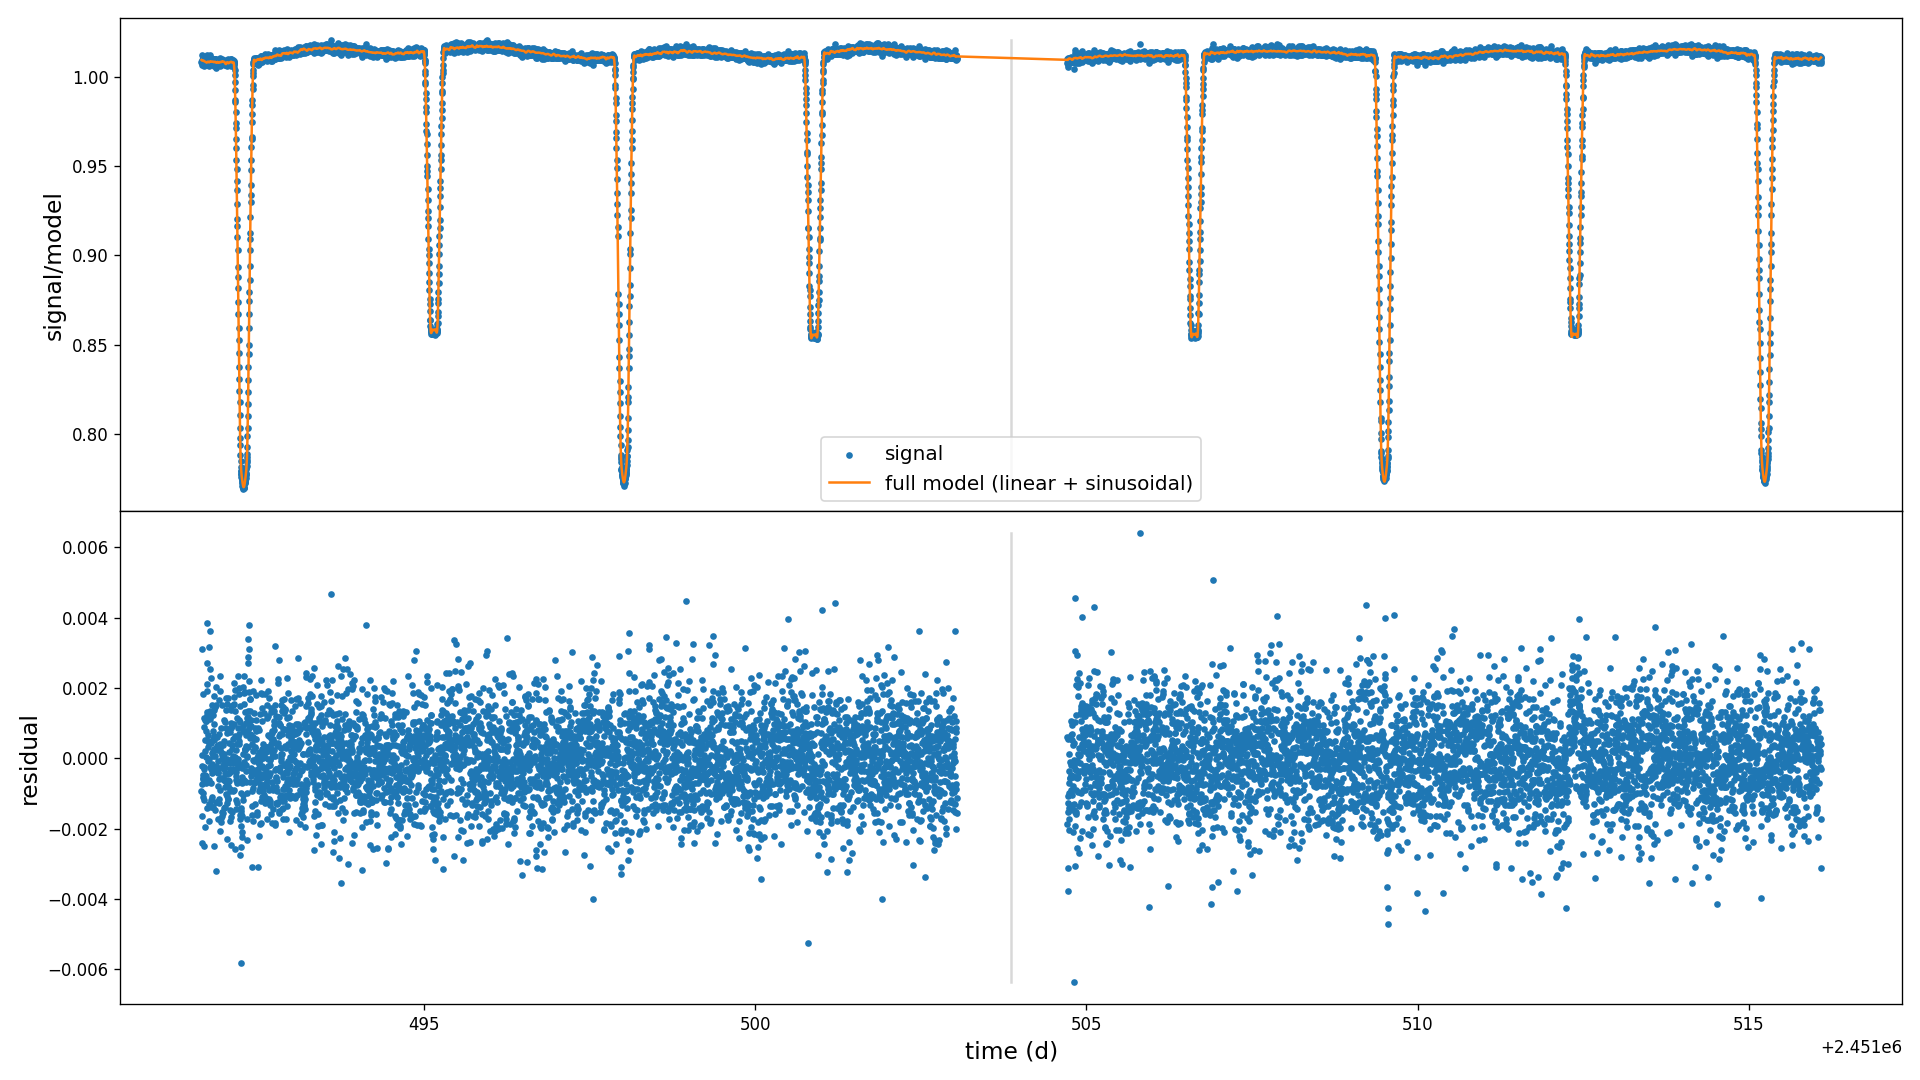 signal/model
1.00
0.95
0.90
0.85
0.80
signal
full model (linear + sinusoidal)
residual
0.006
0.004
0.002
0.000
−0.002
−0.004
−0.006
495
500
505
510
515
time (d)
+2.451e6